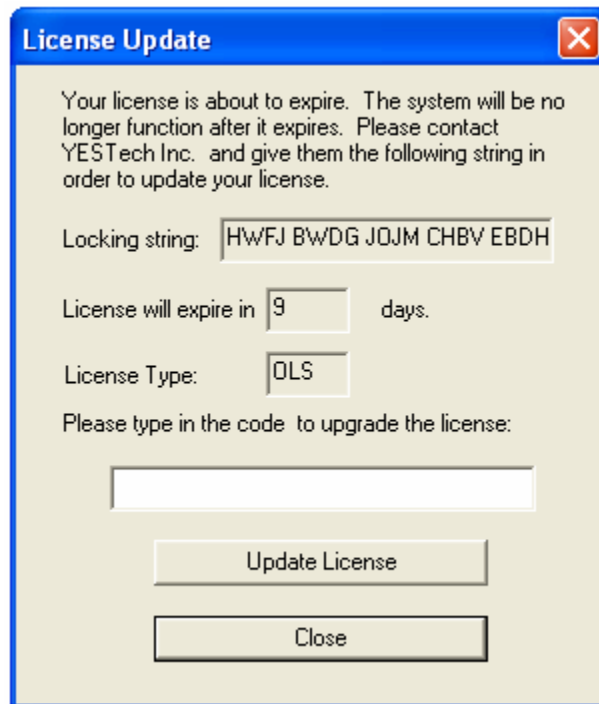 License Update
Your license is about to expire.  The system will be no
longer function after it expires.  Please contact
YESTech Inc.  and give them the following string in
order to update your license.
Locking string: HWFJ BWDG JOJM CHBV EBDH
License will expire in 9 days.
License Type: OLS
Please type in the code  to upgrade the license:
Update License
Close